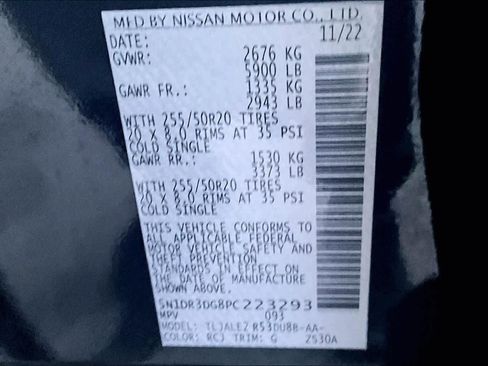 MFD BY NISSAN MOTOR CO., LTD.
DATE: 11/22
GVWR: 2676 KG
5900 LB
GAWR FR.: 1335 KG
2943 LB
WITH 255/50R20 TIRES
20 X 8.0 RIMS AT 35 PSI
COLD SINGLE
GAWR RR.: 1530 KG
3373 LB
WITH 255/50R20 TIRES
20 X 8.0 RIMS AT 35 PSI
COLD SINGLE
THIS VEHICLE CONFORMS TO
ALL APPLICABLE FEDERAL
MOTOR VEHICLE SAFETY AND
THEFT PREVENTION
STANDARDS IN EFFECT ON
THE DATE OF MANUFACTURE
SHOWN ABOVE.
5N1DR3DG8PC223293
MPV 093
MODEL: TLJALEZ R53DUBB-AA-
COLOR: RCJ TRIM: G Z530A